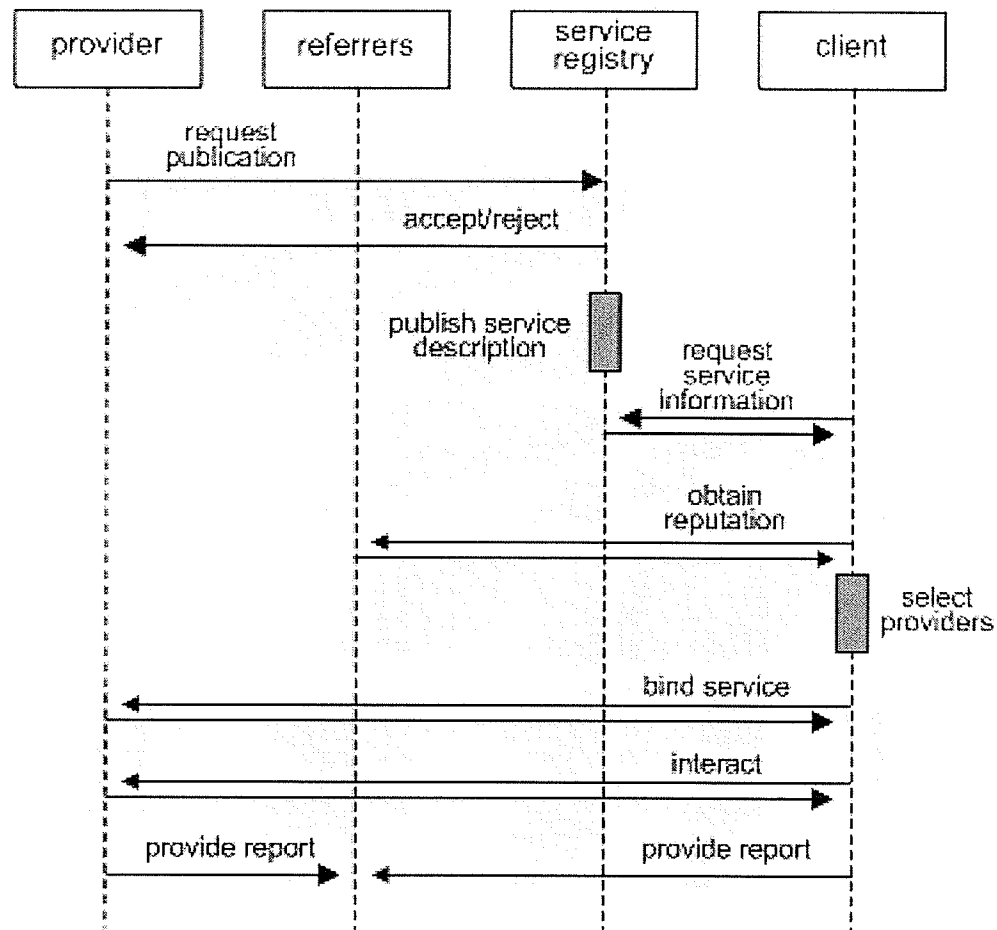 provider
referrers
service
registry
client
request
publication
accept/reject
publish service
description
request
service
information
obtain
reputation
select
providers
bind service
interact
provide report
provide report